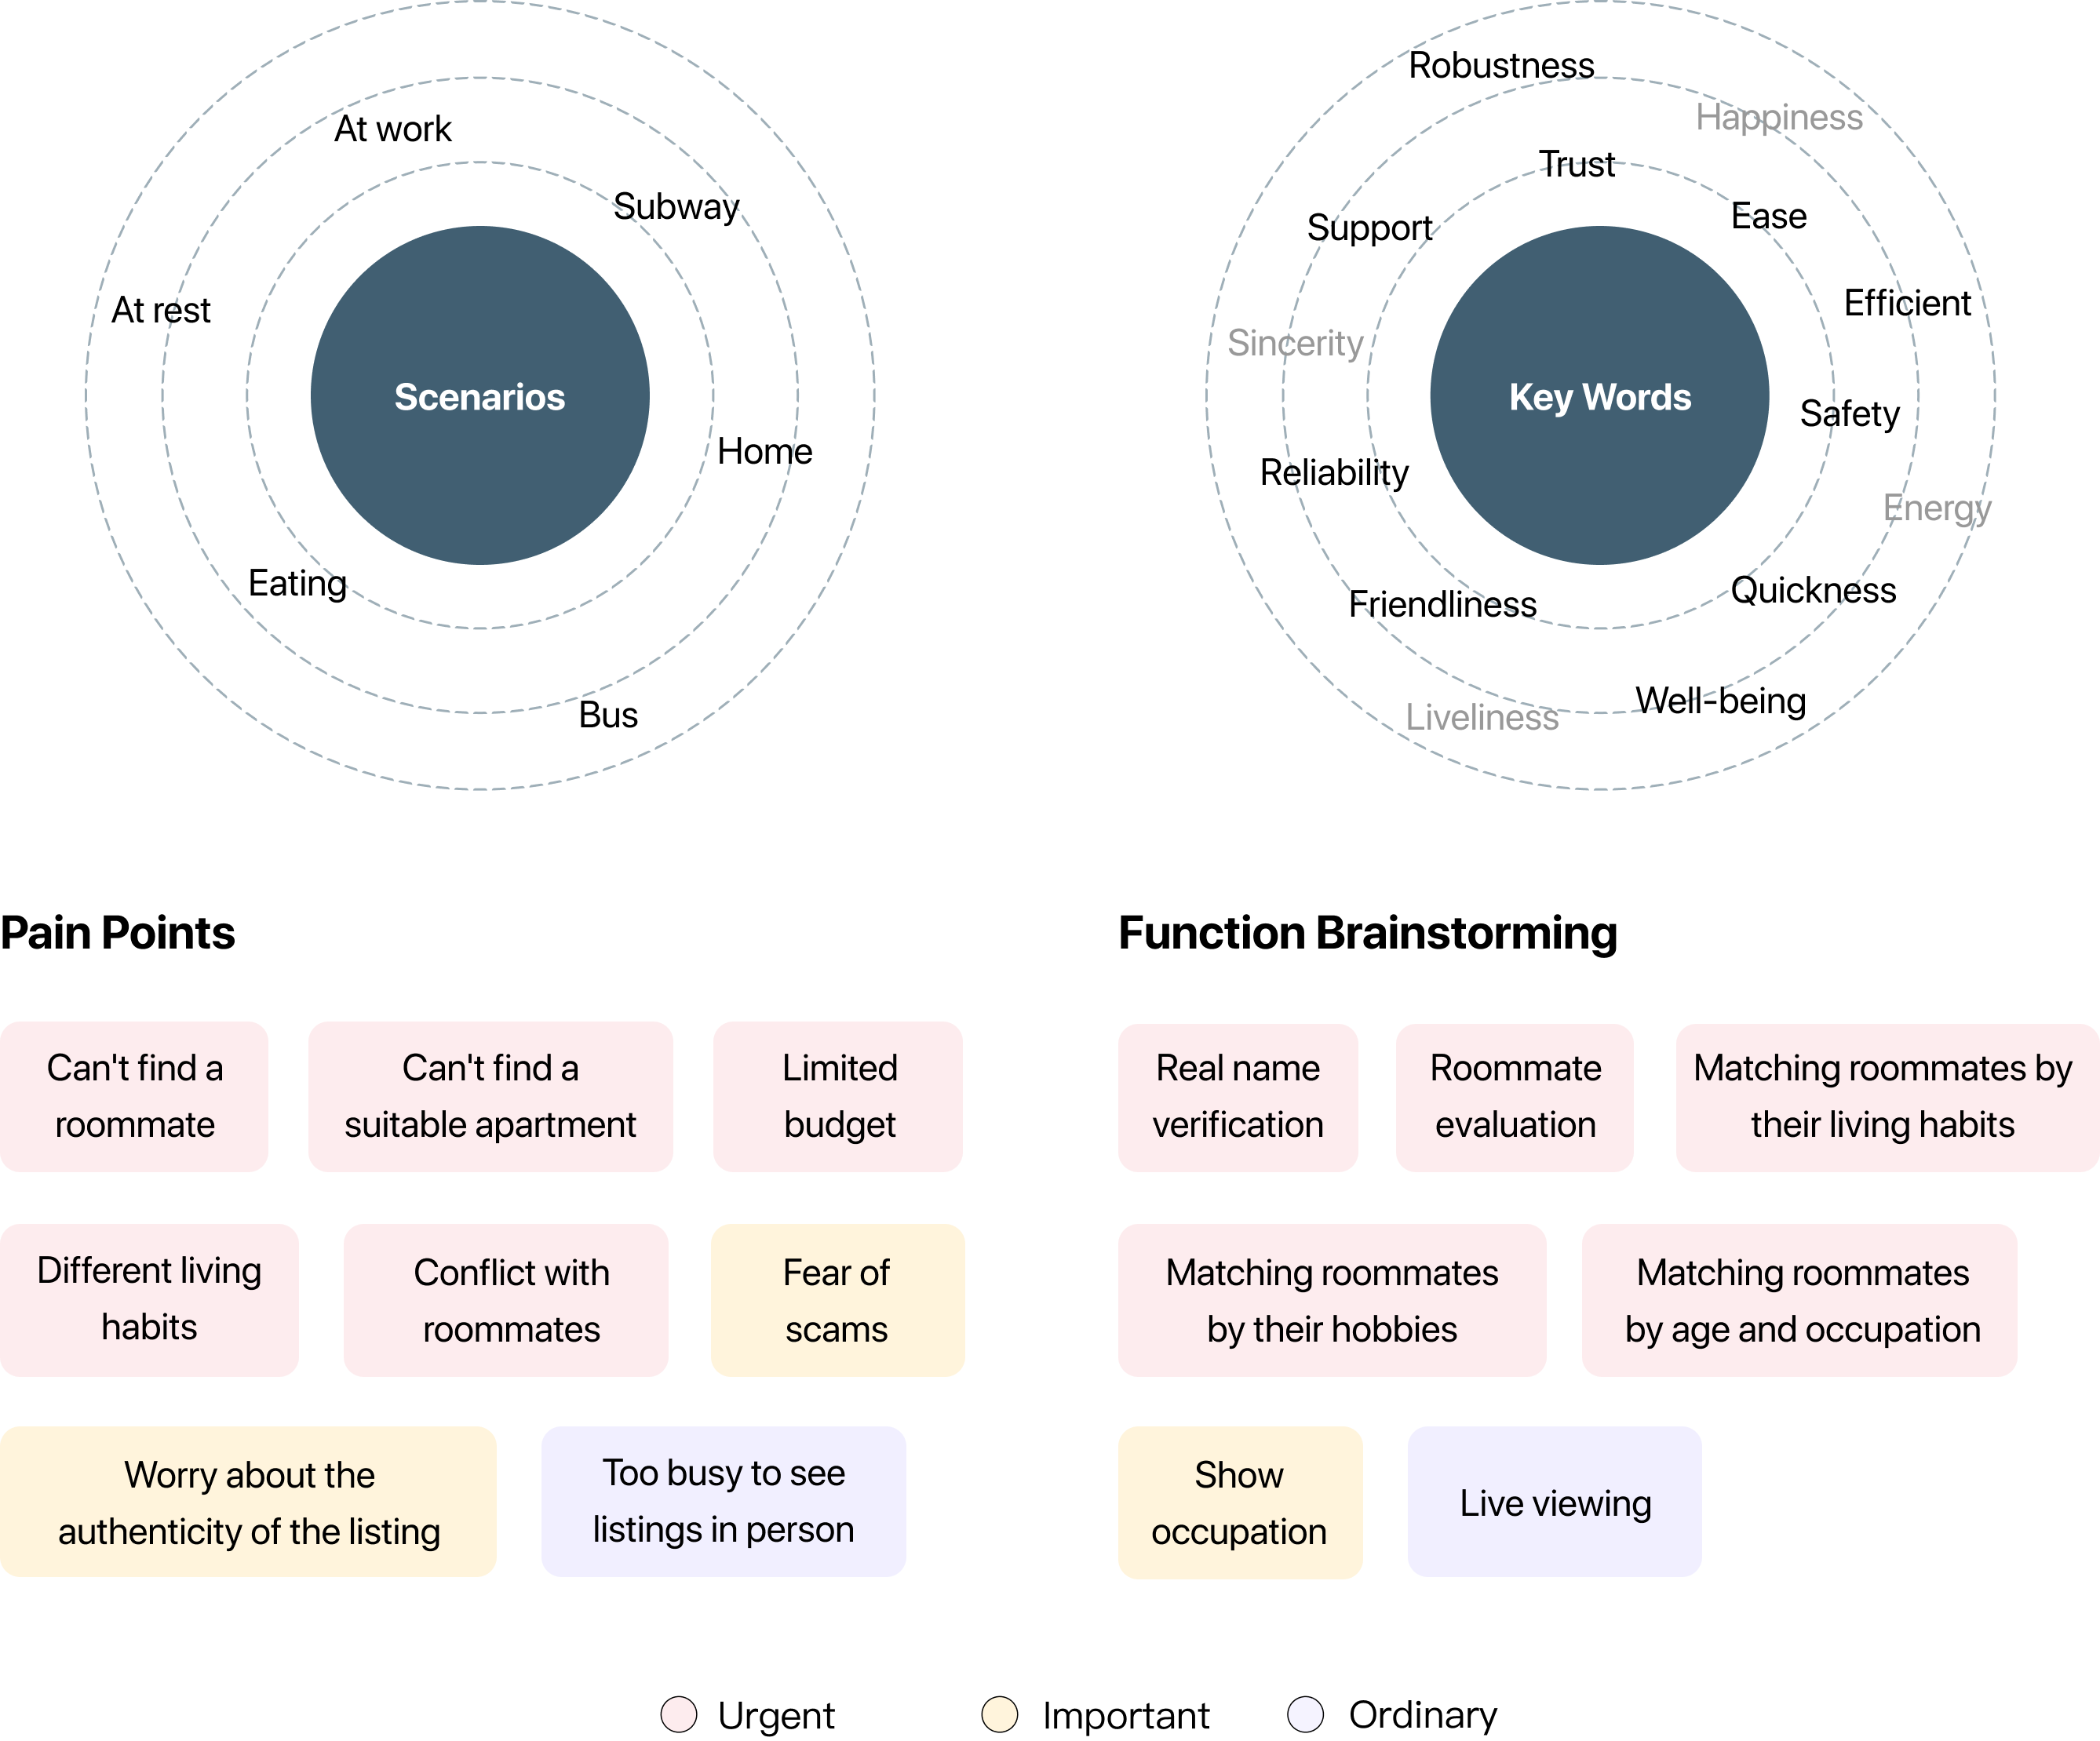 At work
Subway
At rest
Scenarios
Home
Eating
Bus
Robustness
Happiness
Trust
Ease
Support
Efficient
Sincerity
Key Words
Safety
Reliability
Energy
Quickness
Friendliness
Well-being
Liveliness
Pain Points
Can't find a
roommate
Can't find a
suitable apartment
Limited
budget
Different living
habits
Conflict with
roommates
Fear of
scams
Worry about the
authenticity of the listing
Too busy to see
listings in person
Function Brainstorming
Real name
verification
Roommate
evaluation
Matching roommates by
their living habits
Matching roommates
by their hobbies
Matching roommates
by age and occupation
Show
occupation
Live viewing
Urgent
Important
Ordinary